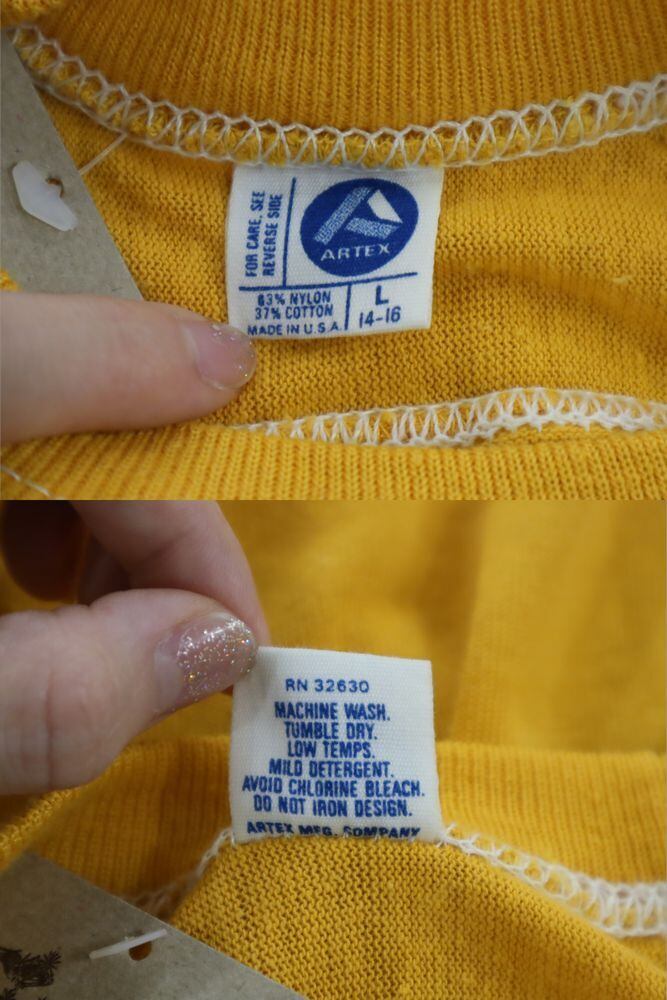 FOR CARE, SEE
REVERSE SIDE
ARTEX
63% NYLON
37% COTTON
MADE IN U.S.A.
L
14-16
RN 32630
MACHINE WASH.
TUMBLE DRY.
LOW TEMPS.
MILD DETERGENT.
AVOID CHLORINE BLEACH.
DO NOT IRON DESIGN.
ARTEX MFG. COMPANY